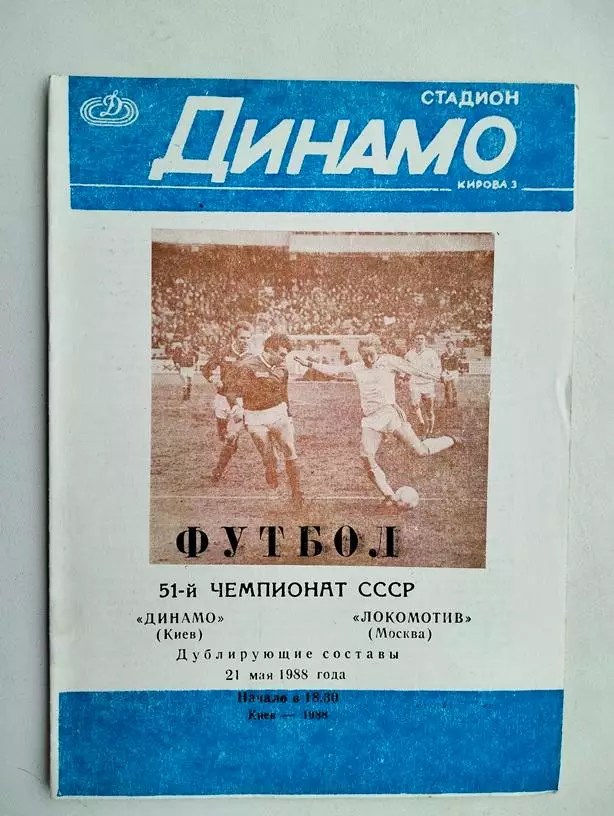 Д
СТАДИОН
ДИНАМО
КИРОВА 3
ФУТБОЛ
51-й ЧЕМПИОНАТ СССР
«ДИНАМО» «ЛОКОМОТИВ»
(Киев) (Москва)
Дублирующие составы
21 мая 1988 года
Начало в 18.30
Киев — 1988